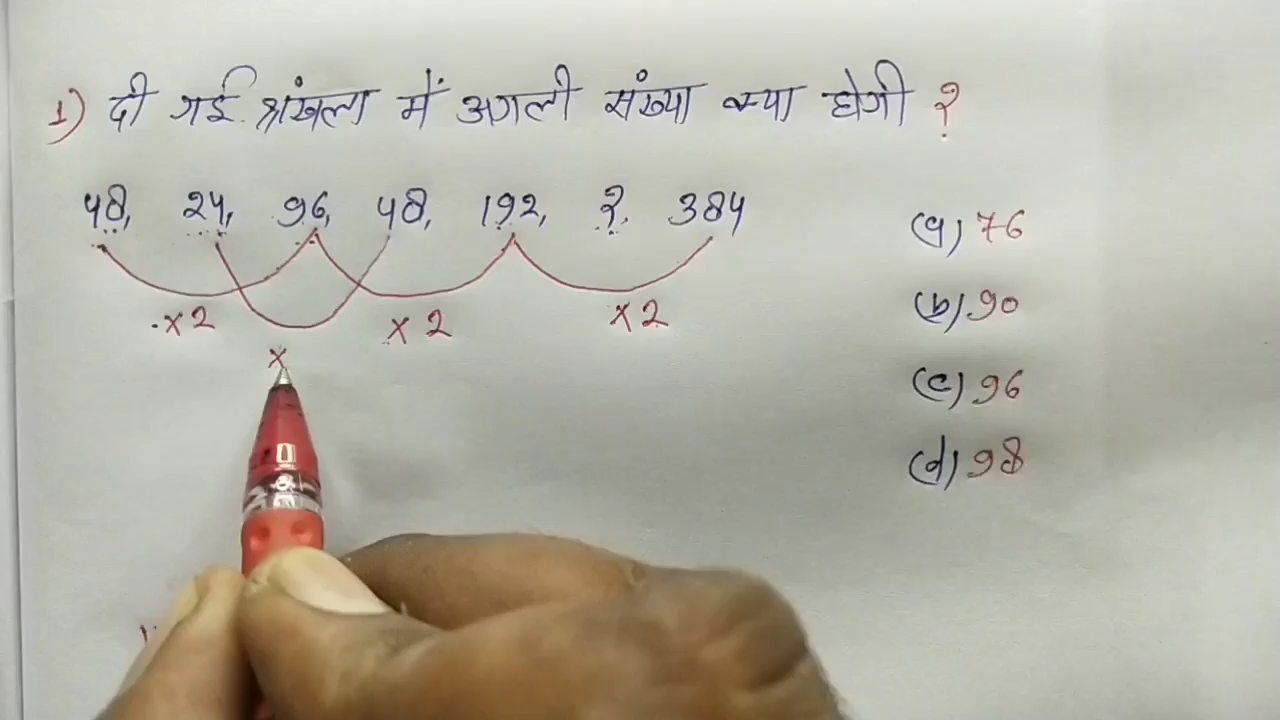 1) दी गई श्रंखला में अगली संख्या क्या होगी ?
48, 24, 96, 48, 192, ?, 384
×2 ×2 ×2
×
(a) 76
(b) 90
(c) 96
(d) 98